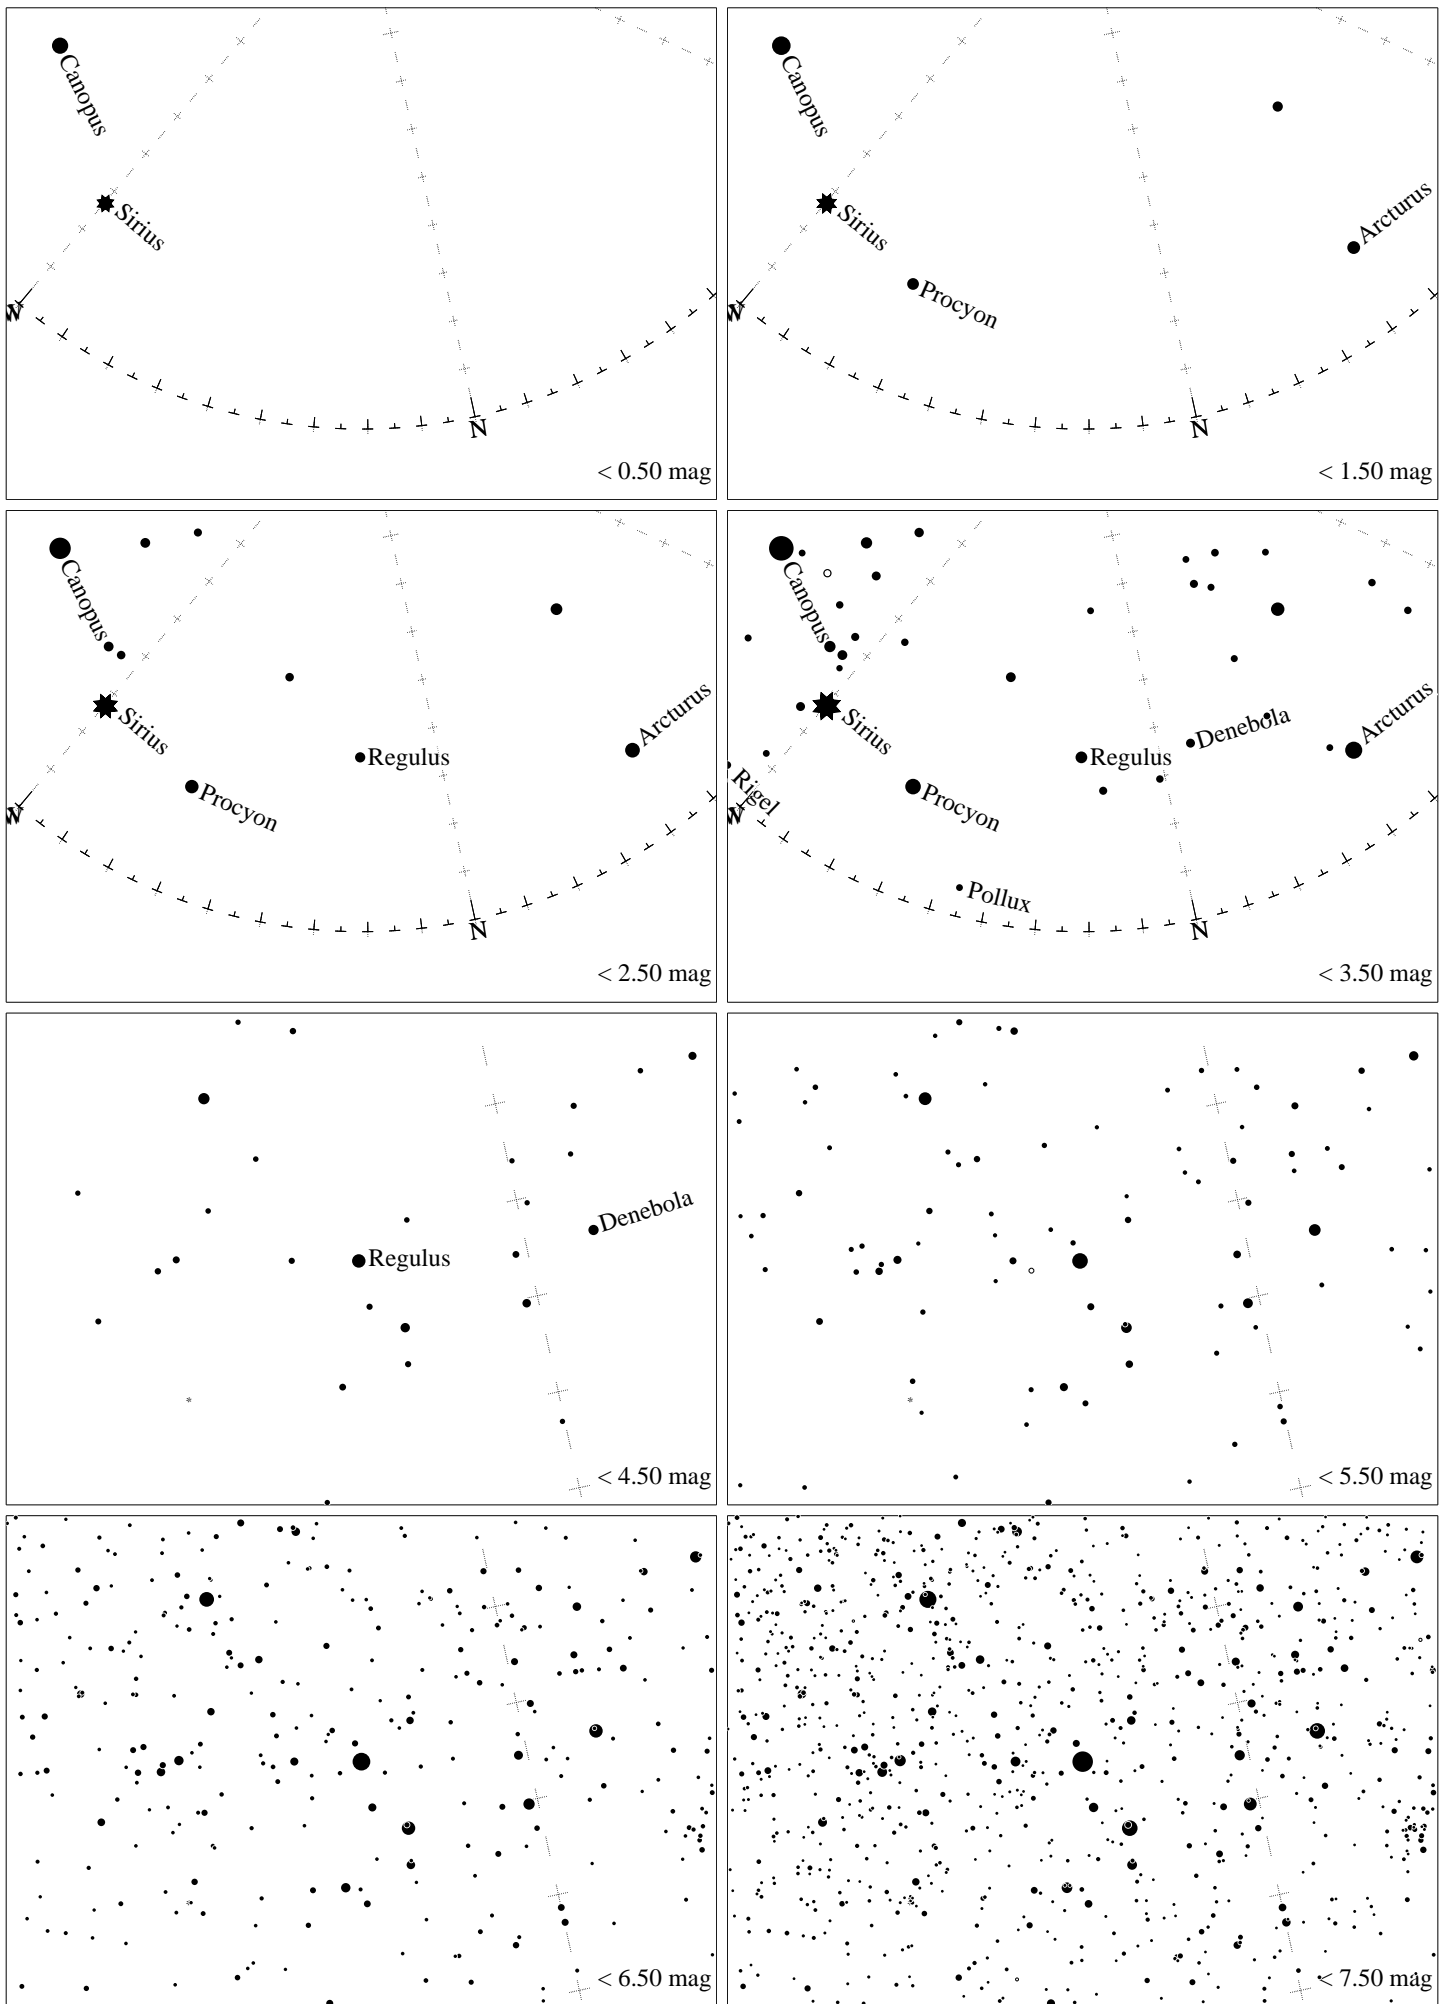 Canopus
Sirius
W
N
< 0.50 mag
Canopus
Arcturus
Sirius
Procyon
W
N
< 1.50 mag
Canopus
Arcturus
Sirius
Regulus
Procyon
W
N
< 2.50 mag
Canopus
Arcturus
Sirius
Denebola
Regulus
Rigel
Procyon
W
Pollux
N
< 3.50 mag
Denebola
Regulus
< 4.50 mag
< 5.50 mag
< 6.50 mag
< 7.50 mag